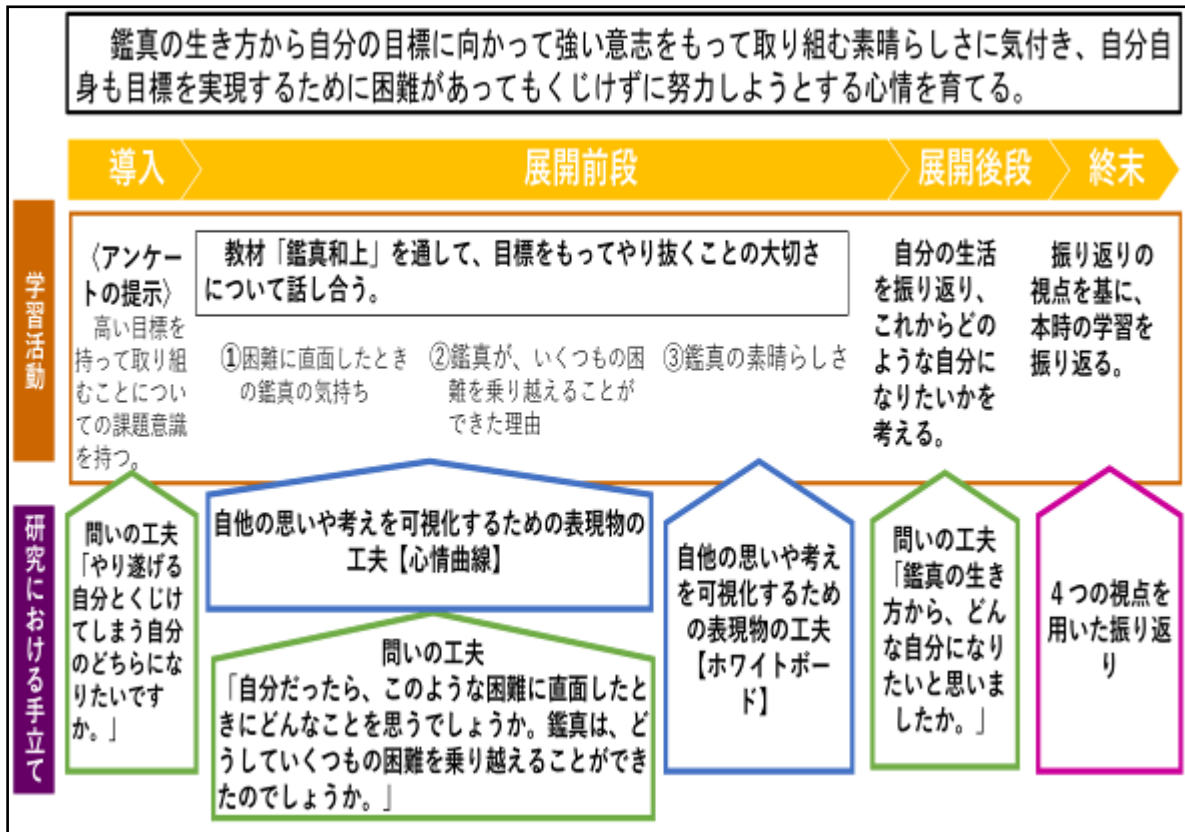 鑑真の生き方から自分の目標に向かって強い意志をもって取り組む素晴らしさに気付き、自分自
身も目標を実現するために困難があってもくじけずに努力しようとする心情を育てる。
導入
展開前段
展開後段
終末
学習活動
〈アンケー
トの提示〉
高い目標を
持って取り組
むことについ
ての課題意識
を持つ。
教材「鑑真和上」を通して、目標をもってやり抜くことの大切さ
について話し合う。
①困難に直面したとき
の鑑真の気持ち
②鑑真が、いくつもの困
難を乗り越えることが
できた理由
③鑑真の素晴らしさ
自分の生活
を振り返り、
これからどの
ような自分に
なりたいかを
考える。
振り返りの
視点を基に、
本時の学習を
振り返る。
研究における手立て
問いの工夫
「やり遂げる
自分とくじけ
てしまう自分
のどちらになり
たいです
か。」
自他の思いや考えを可視化するための表現物の
工夫【心情曲線】
問いの工夫
「自分だったら、このような困難に直面したと
きにどんなことを思うでしょうか。鑑真は、ど
うしていくつもの困難を乗り越えることができ
たのでしょうか。」
自他の思いや考え
を可視化するため
の表現物の工夫
【ホワイトボー
ド】
問いの工夫
「鑑真の生き
方から、どん
な自分になり
たいと思いま
したか。」
４つの視点を
用いた振り返
り